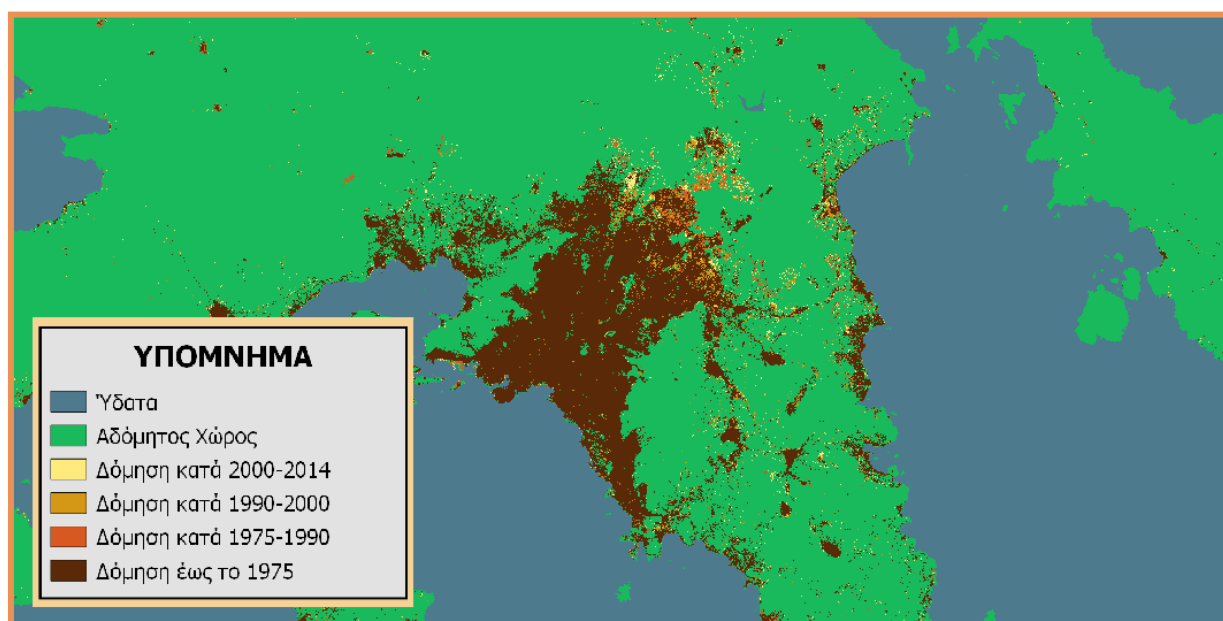 ΥΠΟΜΝΗΜΑ
Ύδατα
Αδόμητος Χώρος
Δόμηση κατά 2000-2014
Δόμηση κατά 1990-2000
Δόμηση κατά 1975-1990
Δόμηση έως το 1975